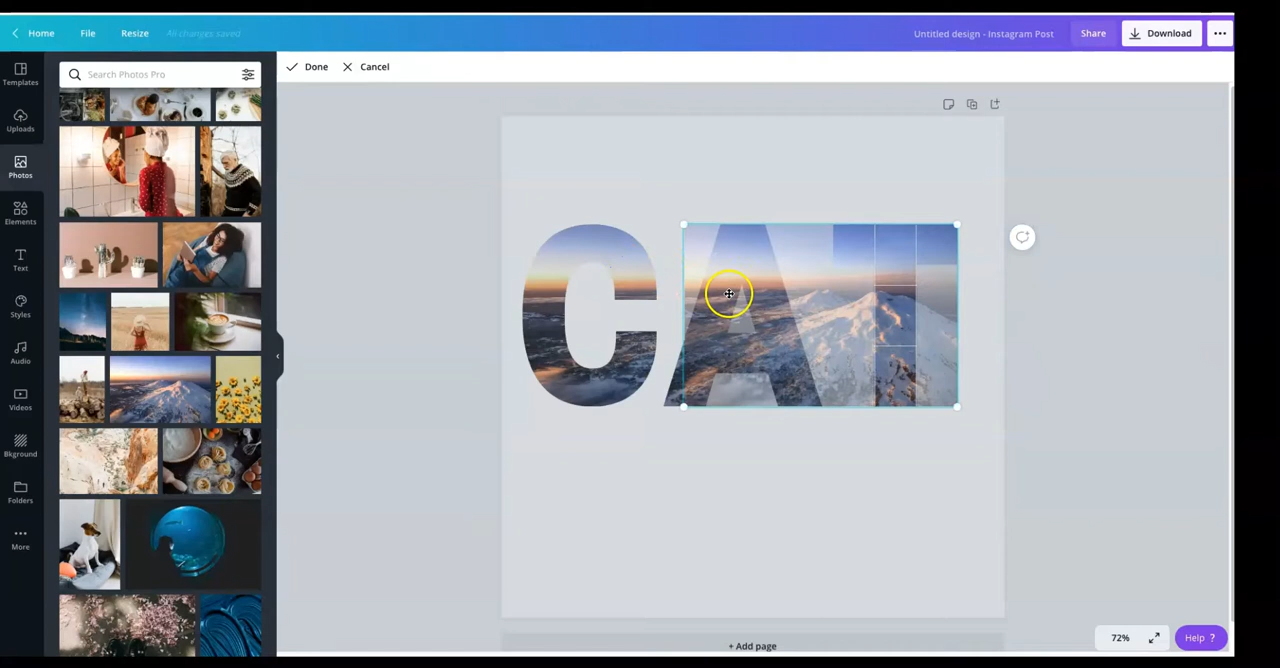 Home File Resize All changes saved Untitled design - Instagram Post Share Download
Templates
Uploads
Photos
Elements
Text
Styles
Audio
Videos
Bkground
Folders
More
Search Photos Pro
Done Cancel
CAT
+ Add page
72% Help ?